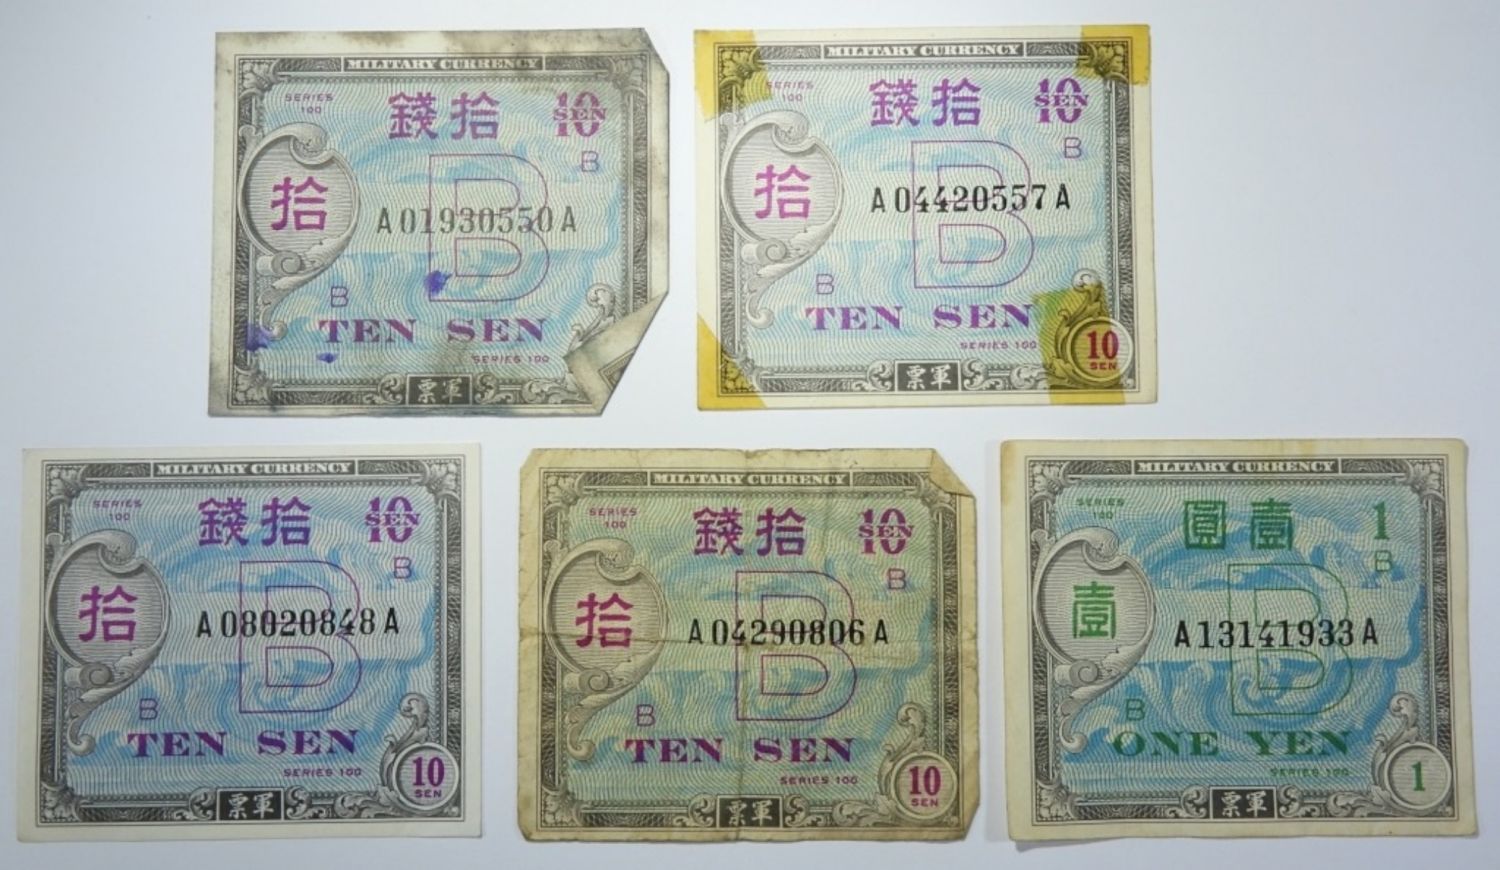 MILITARY CURRENCY
SERIES 100
錢拾
10 SEN
B
拾
B
A01930550A
B
TEN SEN
SERIES 100
票軍
MILITARY CURRENCY
SERIES 100
錢拾
10 SEN
B
拾
B
A04420557A
B
TEN SEN
SERIES 100
10 SEN
票軍
MILITARY CURRENCY
SERIES 100
錢拾
10 SEN
B
拾
B
A08020848A
B
TEN SEN
SERIES 100
10 SEN
票軍
MILITARY CURRENCY
SERIES 100
錢拾
10 SEN
B
拾
B
A04290806A
B
TEN SEN
SERIES 100
10 SEN
票軍
MILITARY CURRENCY
SERIES 100
圓壹
1
B
壹
B
A13141933A
B
ONE YEN
SERIES 100
1
票軍